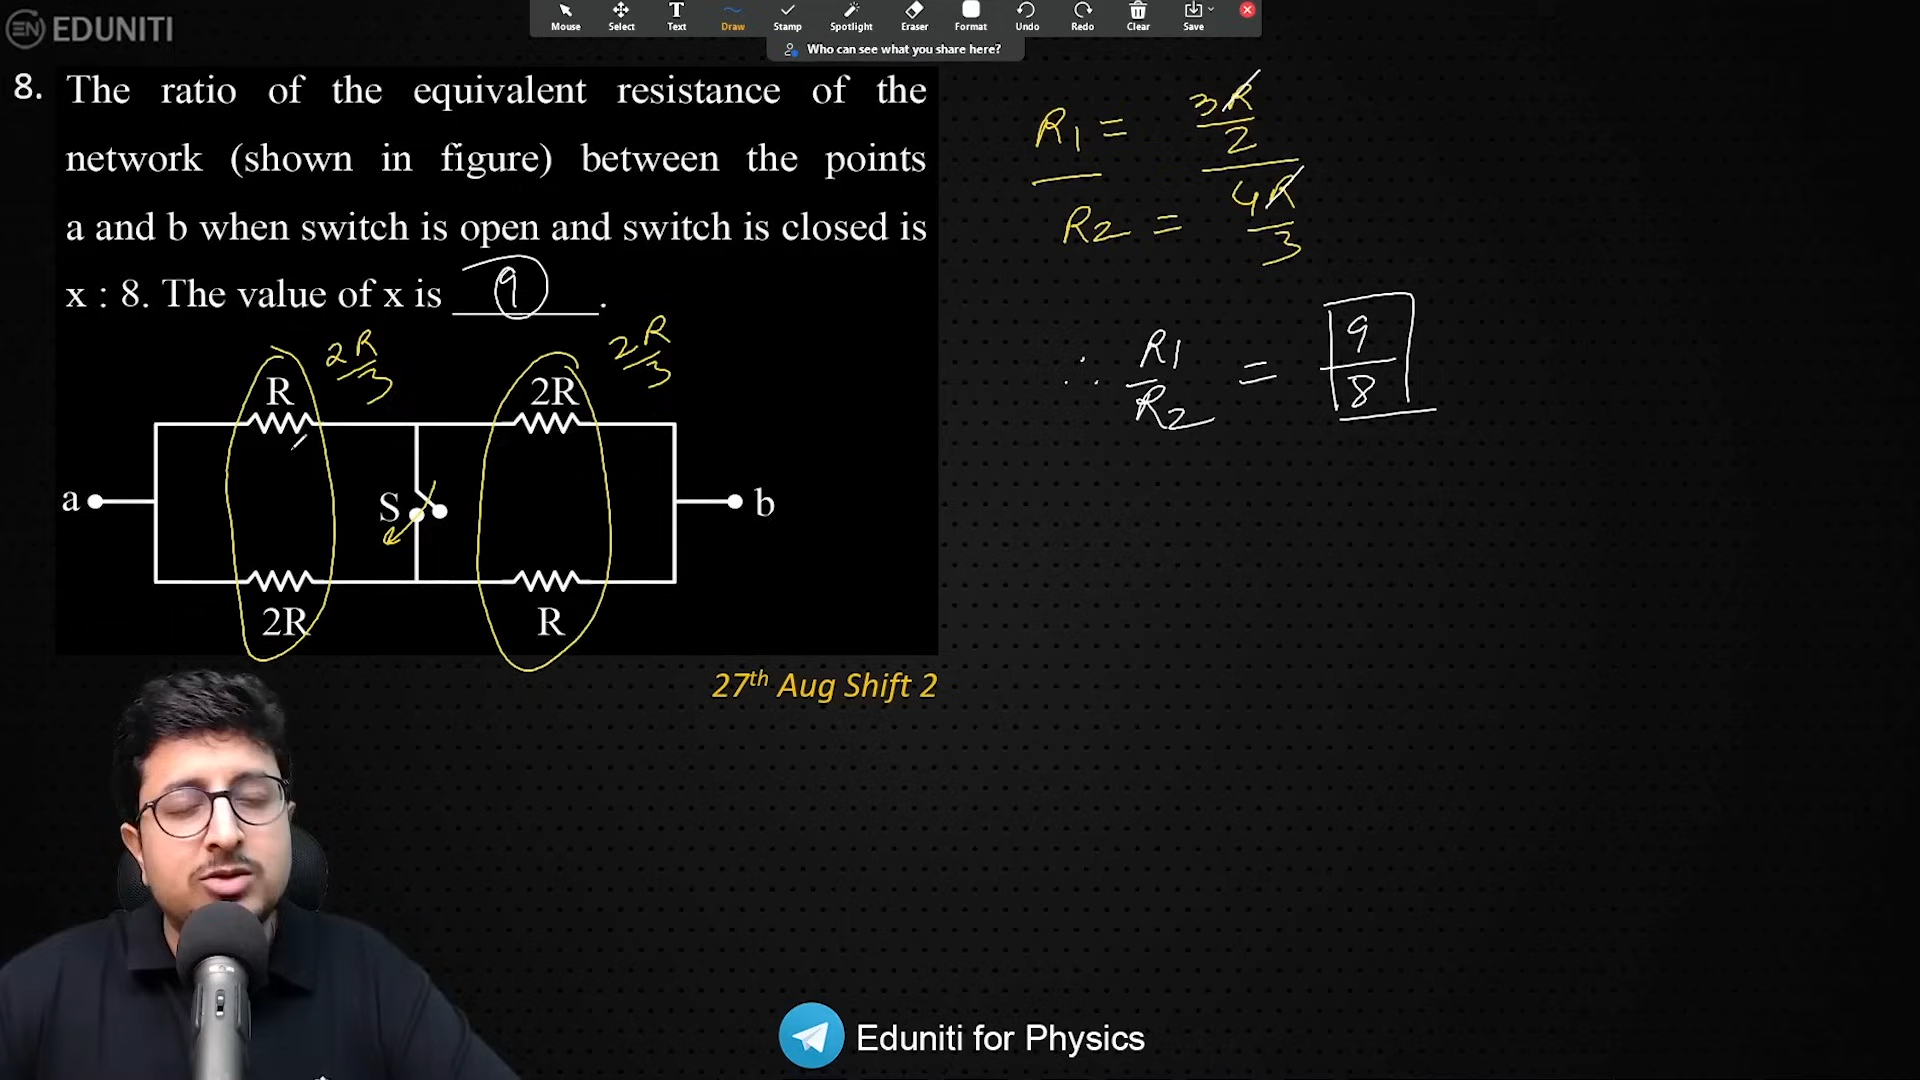 EN EDUNITI
Mouse Select Text Draw Stamp Spotlight Eraser Format Undo Redo Clear Save
Who can see what you share here?
8. The ratio of the equivalent resistance of the
network (shown in figure) between the points
a and b when switch is open and switch is closed is
x : 8. The value of x is 9 .
R1 = 3R/2
R2 = 4R/3
∴ R1/R2 = 9/8
2R/3 2R/3
R 2R
a S b
2R R
27th Aug Shift 2
Eduniti for Physics